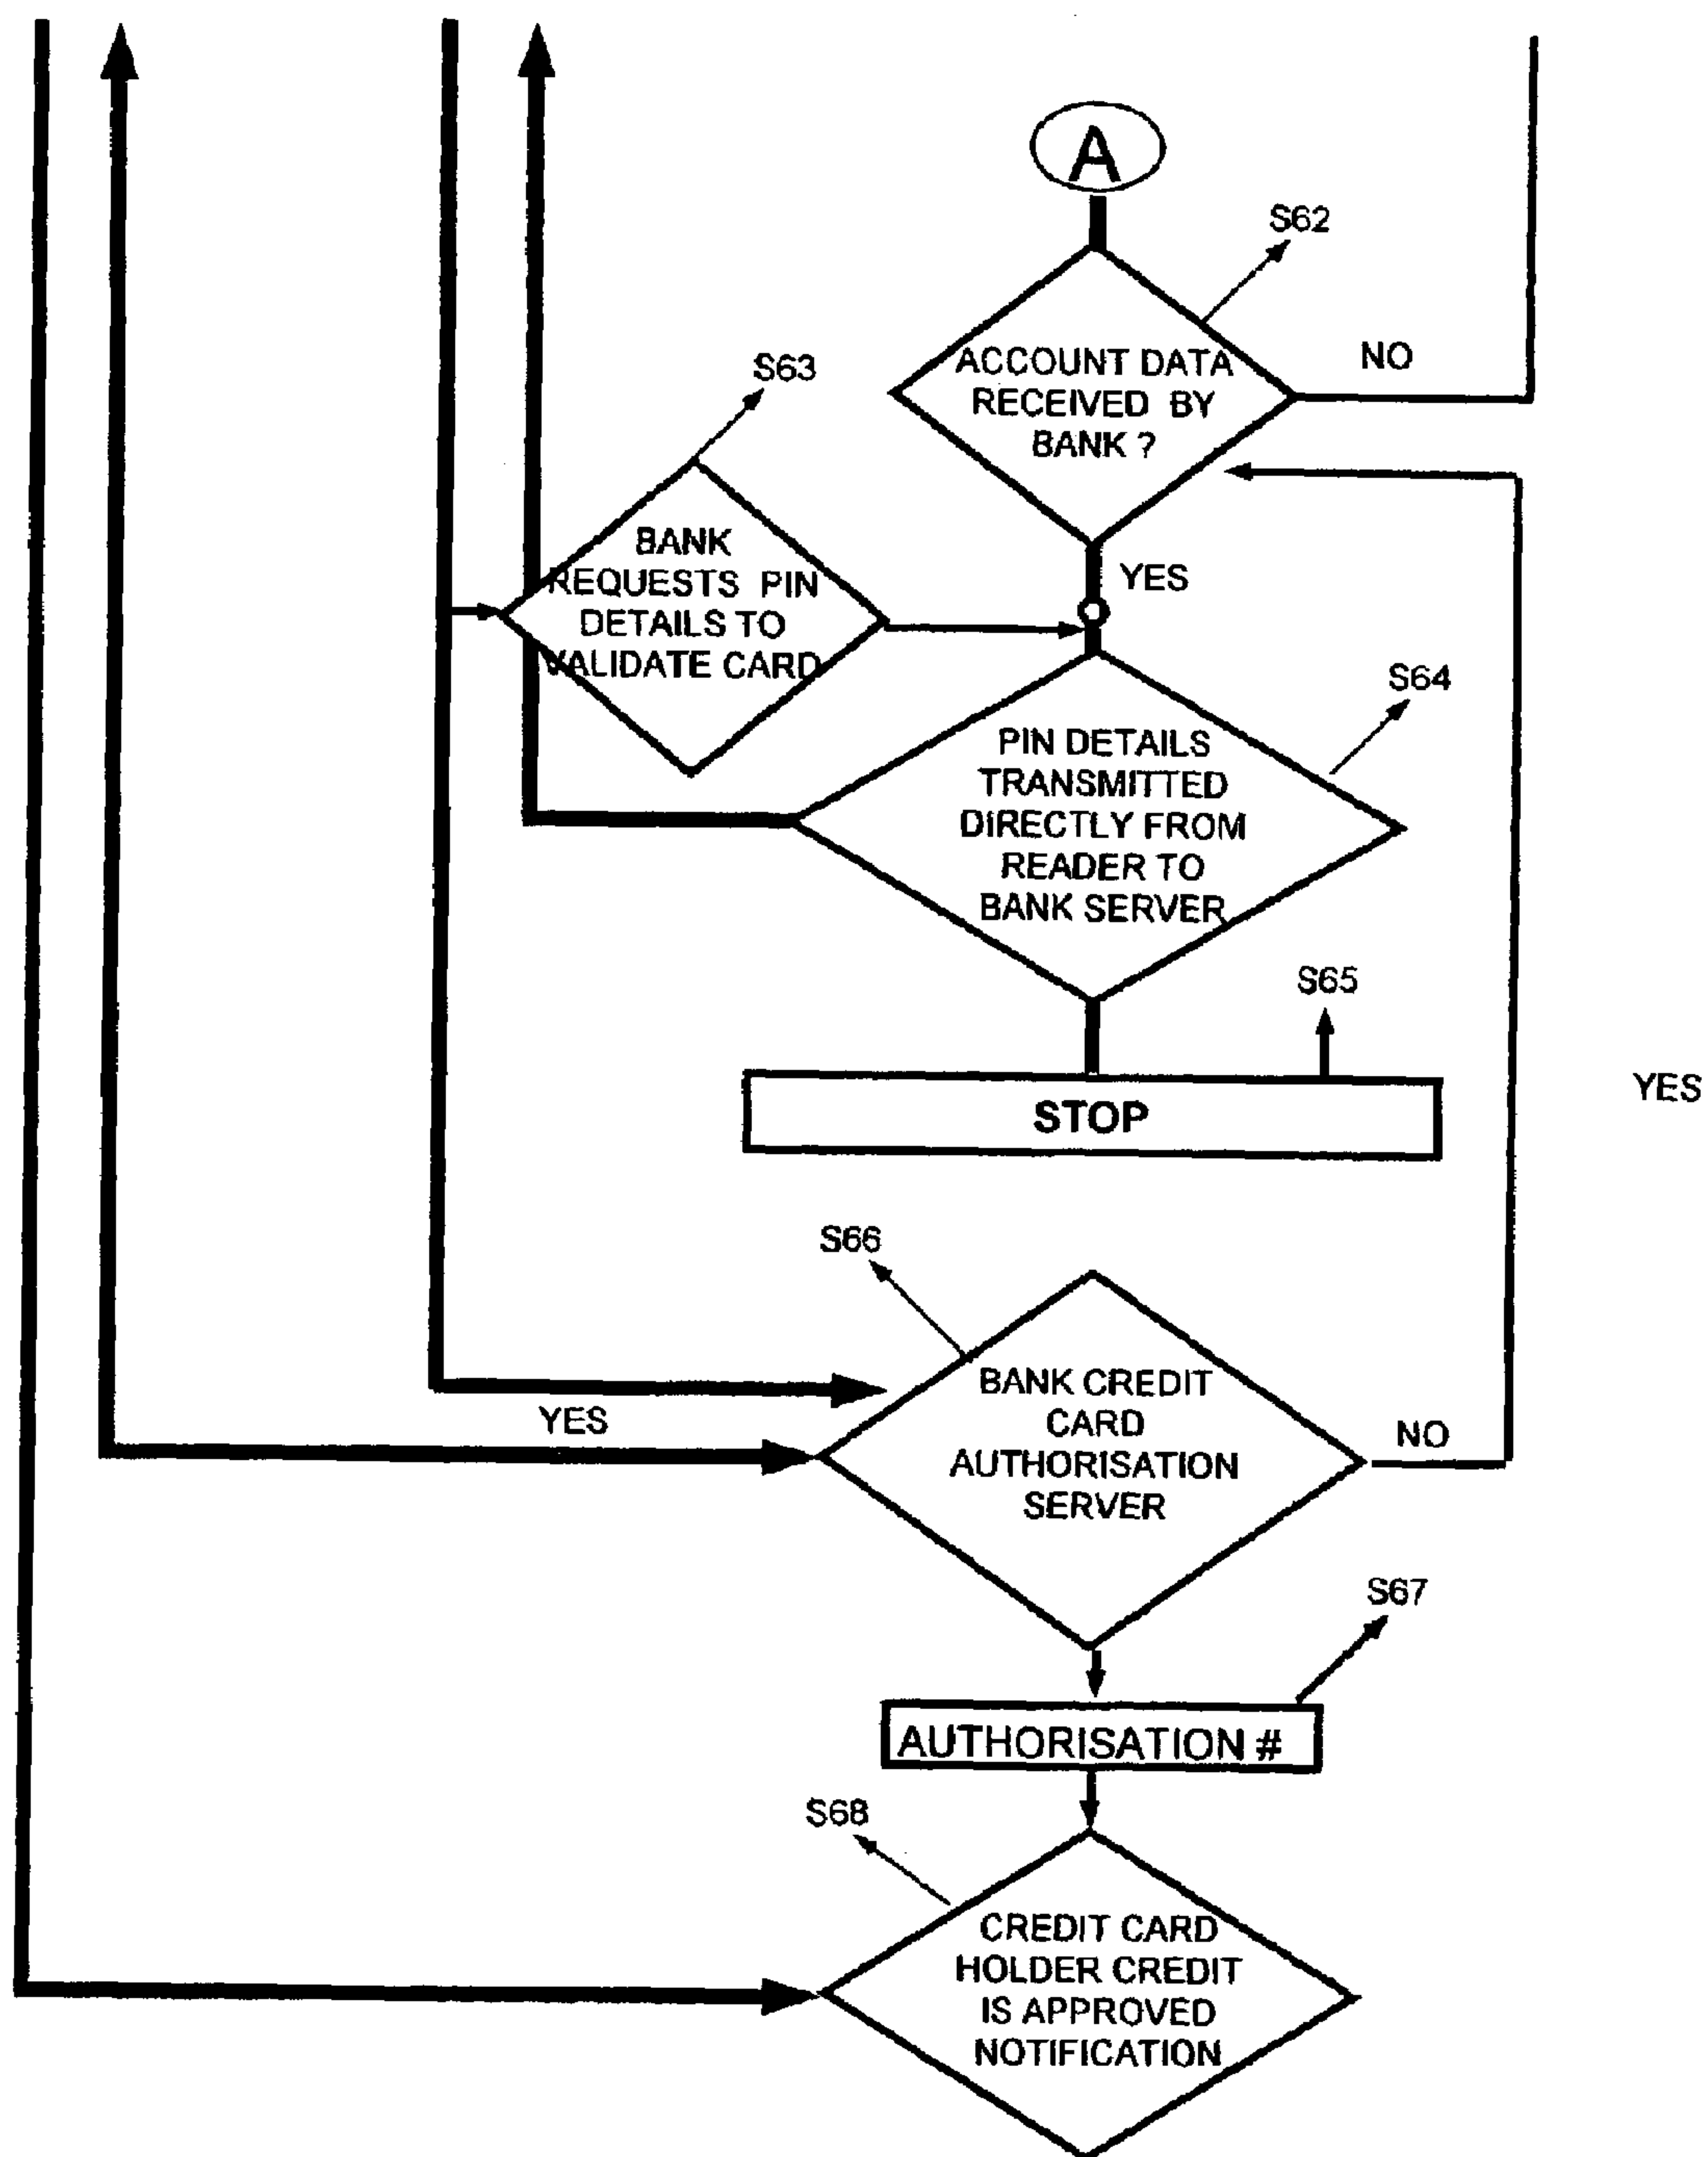 A
S62
ACCOUNT DATA
RECEIVED BY
BANK ?
NO
S63
BANK
REQUESTS PIN
DETAILS TO
VALIDATE CARD
YES
S64
PIN DETAILS
TRANSMITTED
DIRECTLY FROM
READER TO
BANK SERVER
S65
STOP
YES
S66
BANK CREDIT
CARD
AUTHORISATION
SERVER
YES
NO
S67
AUTHORISATION #
S68
CREDIT CARD
HOLDER CREDIT
IS APPROVED
NOTIFICATION